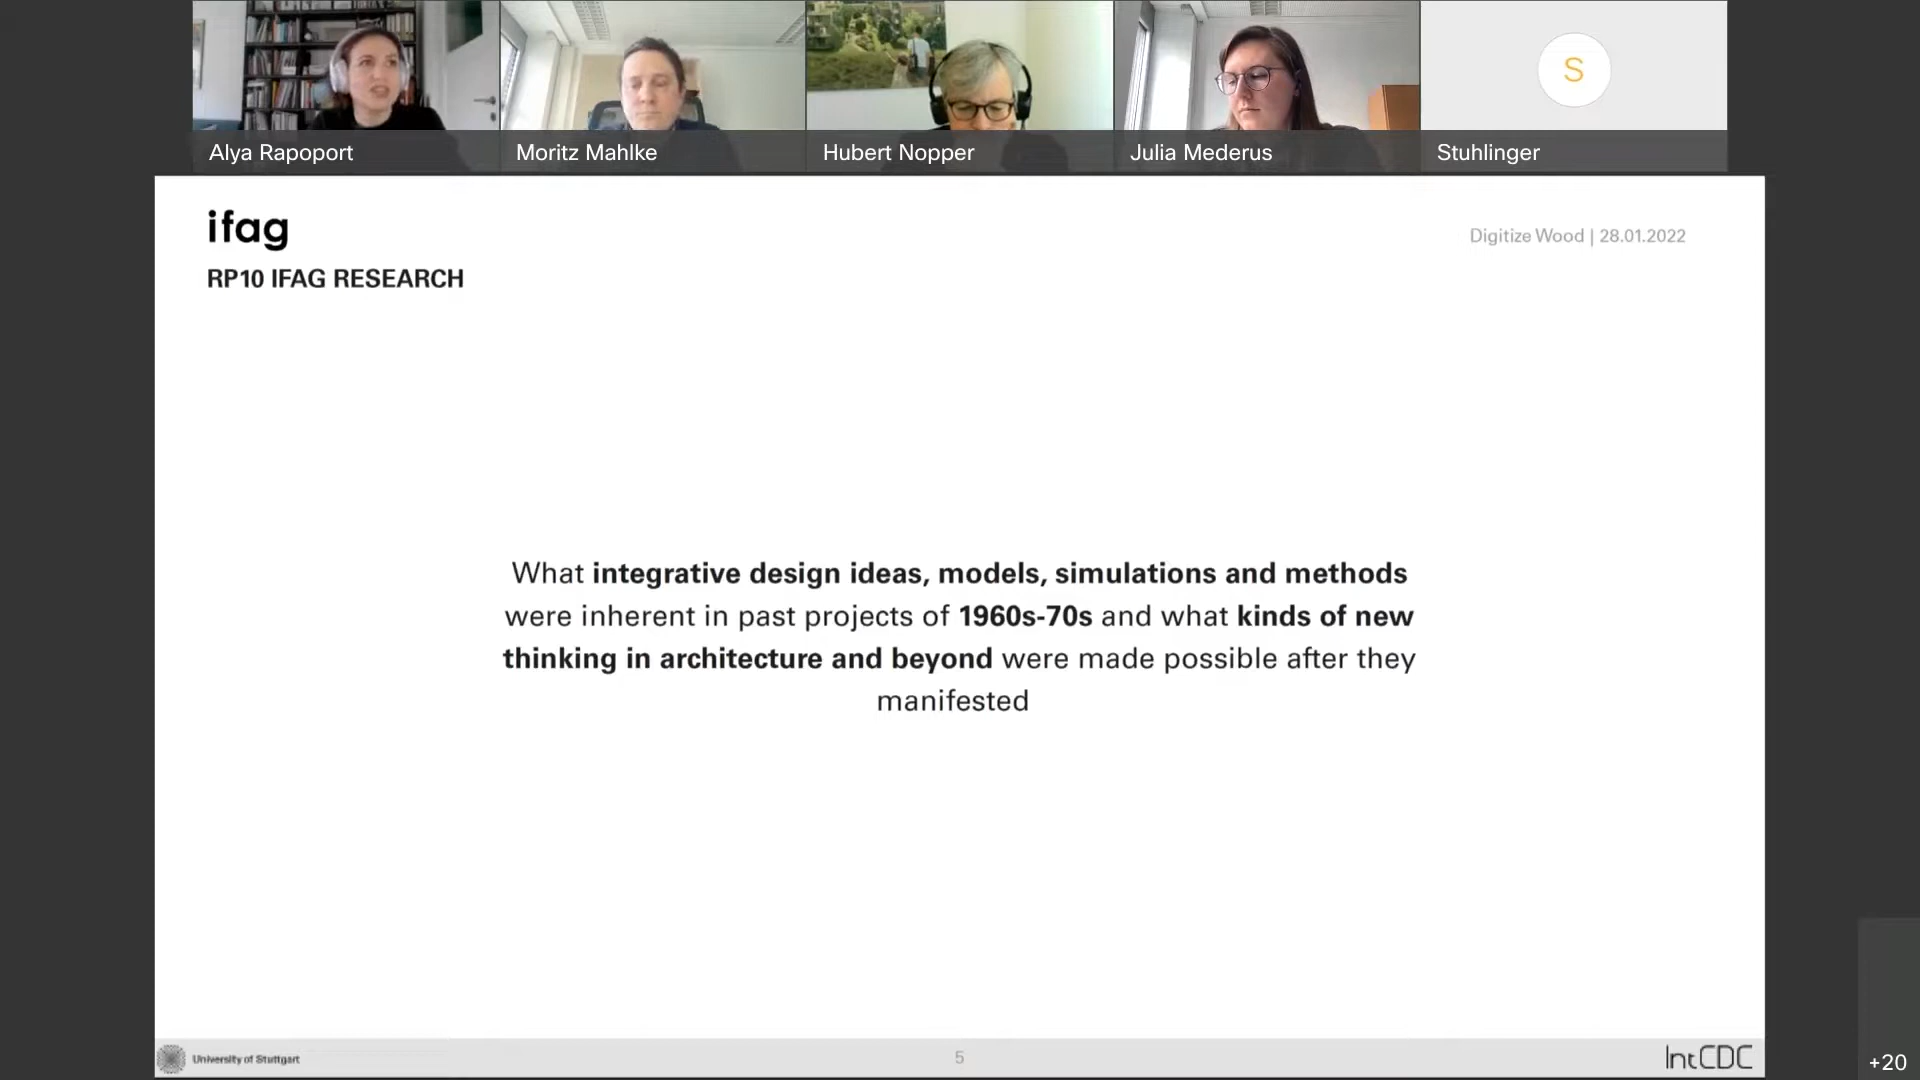 Alya Rapoport
Moritz Mahlke
Hubert Nopper
Julia Mederus
S
Stuhlinger
ifag
Digitize Wood | 28.01.2022
RP10 IFAG RESEARCH
What integrative design ideas, models, simulations and methods
were inherent in past projects of 1960s-70s and what kinds of new
thinking in architecture and beyond were made possible after they
manifested
University of Stuttgart
5
IntCDC
+20